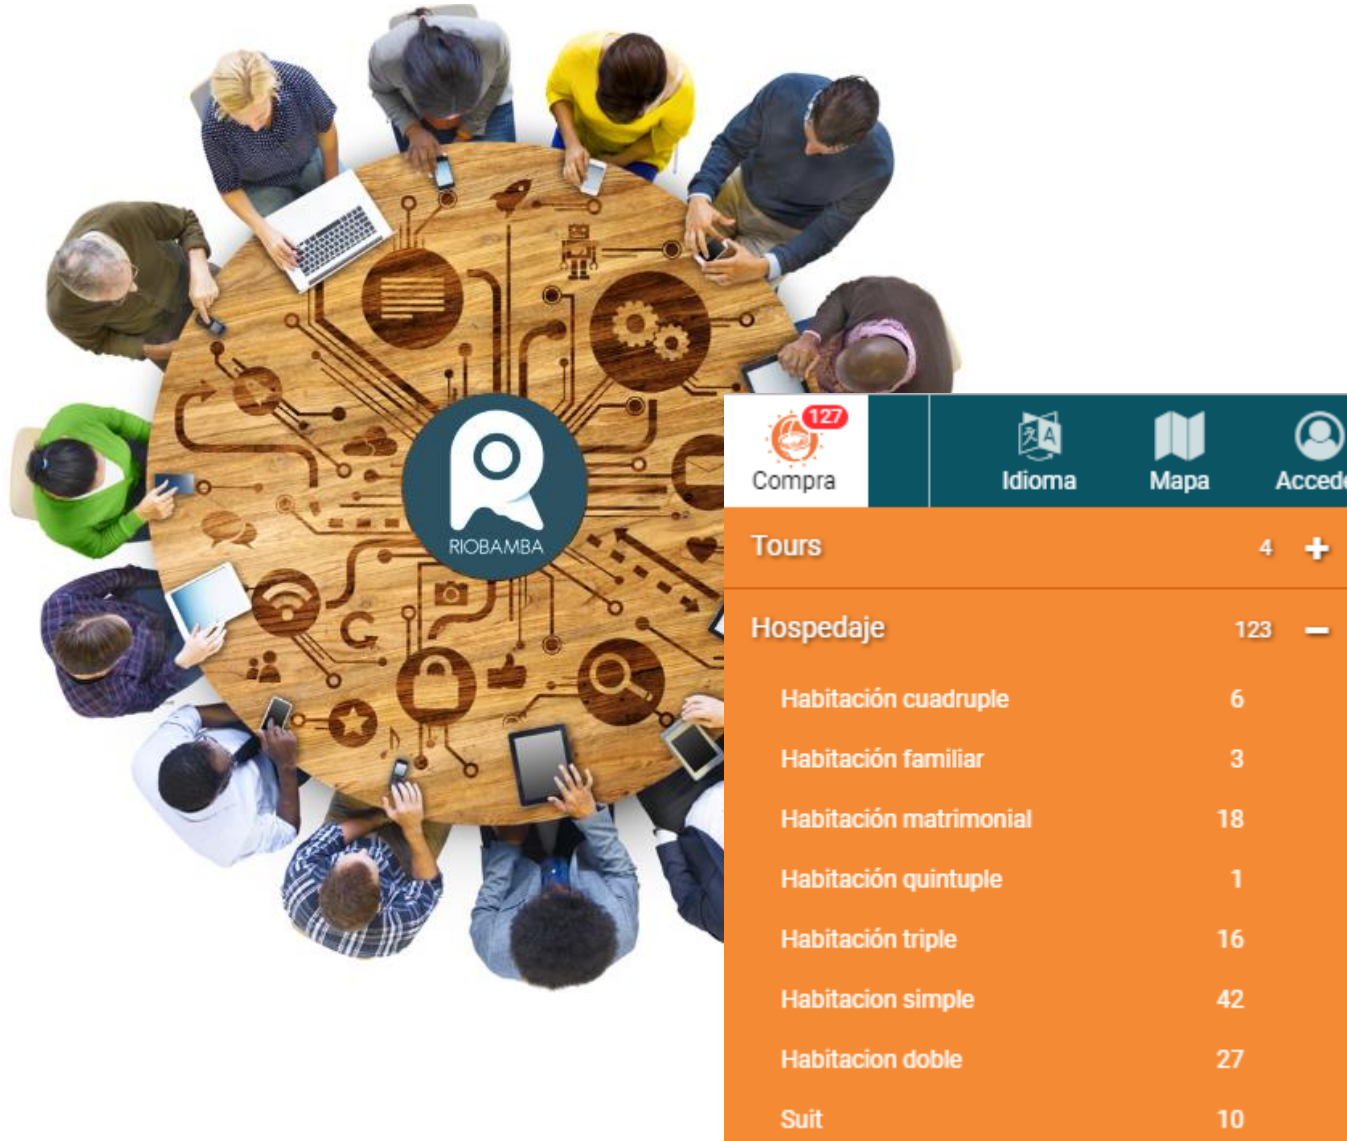 RIOBAMBA
127
Compra
Idioma
Mapa
Accede
Tours 4 +
Hospedaje 123 −
Habitación cuadruple 6
Habitación familiar 3
Habitación matrimonial 18
Habitación quintuple 1
Habitación triple 16
Habitacion simple 42
Habitacion doble 27
Suit 10